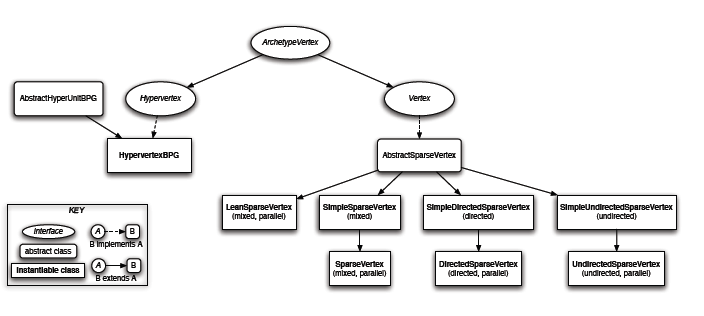 ArchetypeVertex
AbstractHyperUnitBPG
Hypervertex
Vertex
HypervertexBPG
AbstractSparseVertex
LeanSparseVertex
(mixed, parallel)
SimpleSparseVertex
(mixed)
SimpleDirectedSparseVertex
(directed)
SimpleUndirectedSparseVertex
(undirected)
SparseVertex
(mixed, parallel)
DirectedSparseVertex
(directed, parallel)
UndirectedSparseVertex
(undirected, parallel)
KEY
interface
A
B
B implements A
abstract class
instantiable class
A
B
B extends A